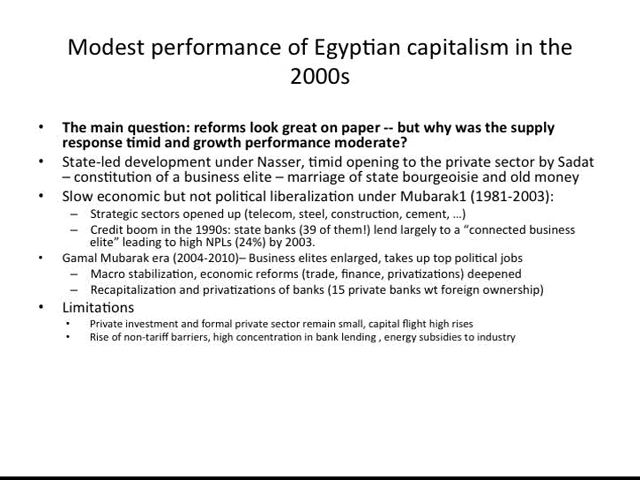 Modest performance of Egyptian capitalism in the
2000s
• The main question: reforms look great on paper -- but why was the supply
response timid and growth performance moderate?
• State-led development under Nasser, timid opening to the private sector by Sadat
– constitution of a business elite – marriage of state bourgeoisie and old money
• Slow economic but not political liberalization under Mubarak1 (1981-2003):
– Strategic sectors opened up (telecom, steel, construction, cement, …)
– Credit boom in the 1990s: state banks (39 of them!) lend largely to a “connected business
elite” leading to high NPLs (24%) by 2003.
• Gamal Mubarak era (2004-2010)– Business elites enlarged, takes up top political jobs
– Macro stabilization, economic reforms (trade, finance, privatizations) deepened
– Recapitalization and privatizations of banks (15 private banks wt foreign ownership)
• Limitations
• Private investment and formal private sector remain small, capital flight high rises
• Rise of non-tariff barriers, high concentration in bank lending , energy subsidies to industry